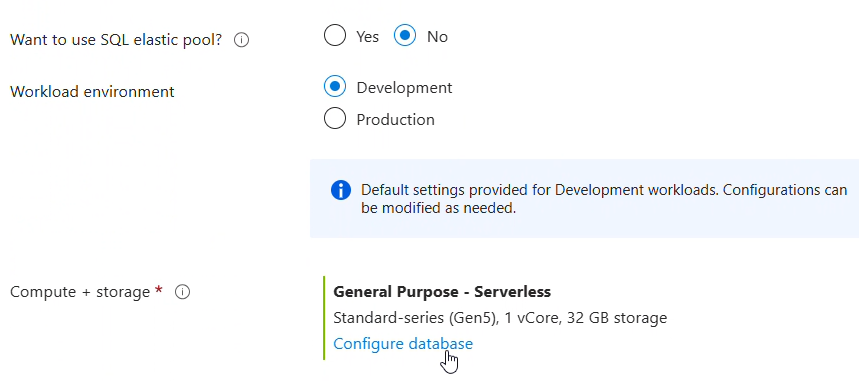 Want to use SQL elastic pool?
Yes No
Workload environment
Development
Production
Default settings provided for Development workloads. Configurations can
be modified as needed.
Compute + storage *
General Purpose - Serverless
Standard-series (Gen5), 1 vCore, 32 GB storage
Configure database